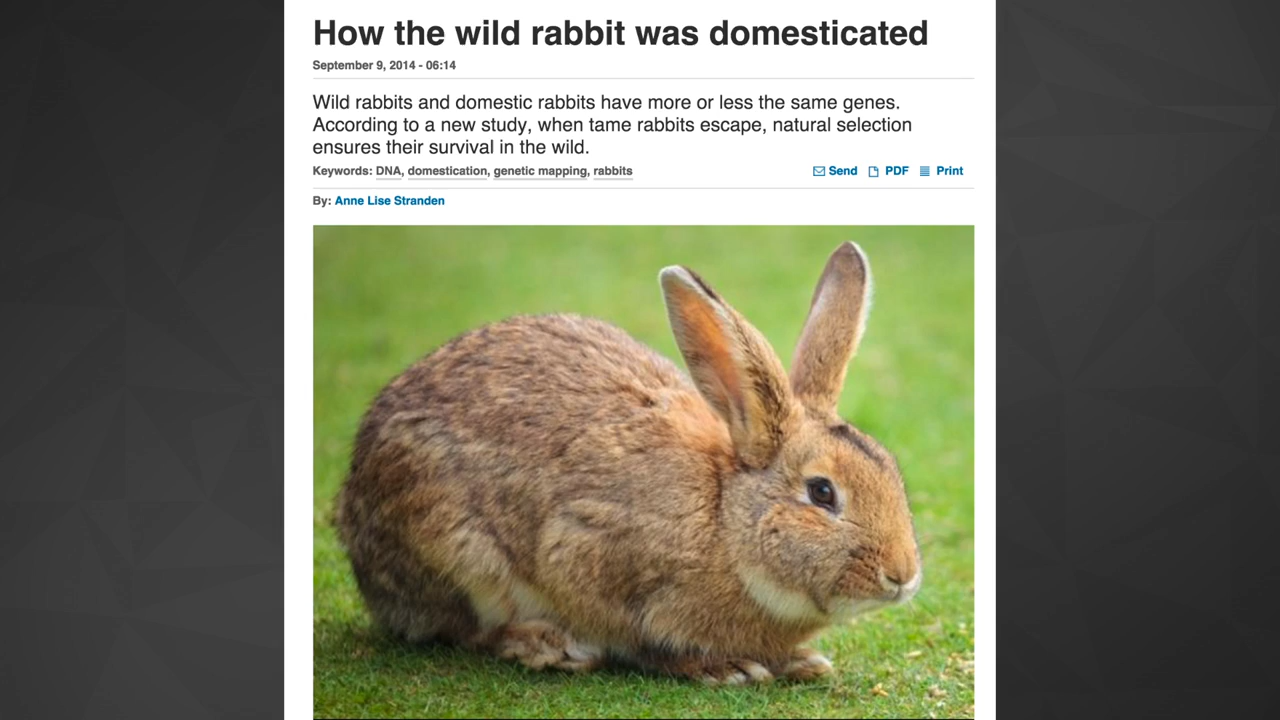 How the wild rabbit was domesticated
September 9, 2014 - 06:14
Wild rabbits and domestic rabbits have more or less the same genes.
According to a new study, when tame rabbits escape, natural selection
ensures their survival in the wild.
Keywords: DNA, domestication, genetic mapping, rabbits Send PDF Print
By: Anne Lise Stranden